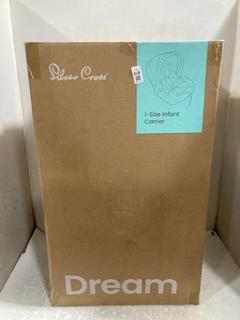 Silver Cross
I-Size Infant
Carrier
Dream